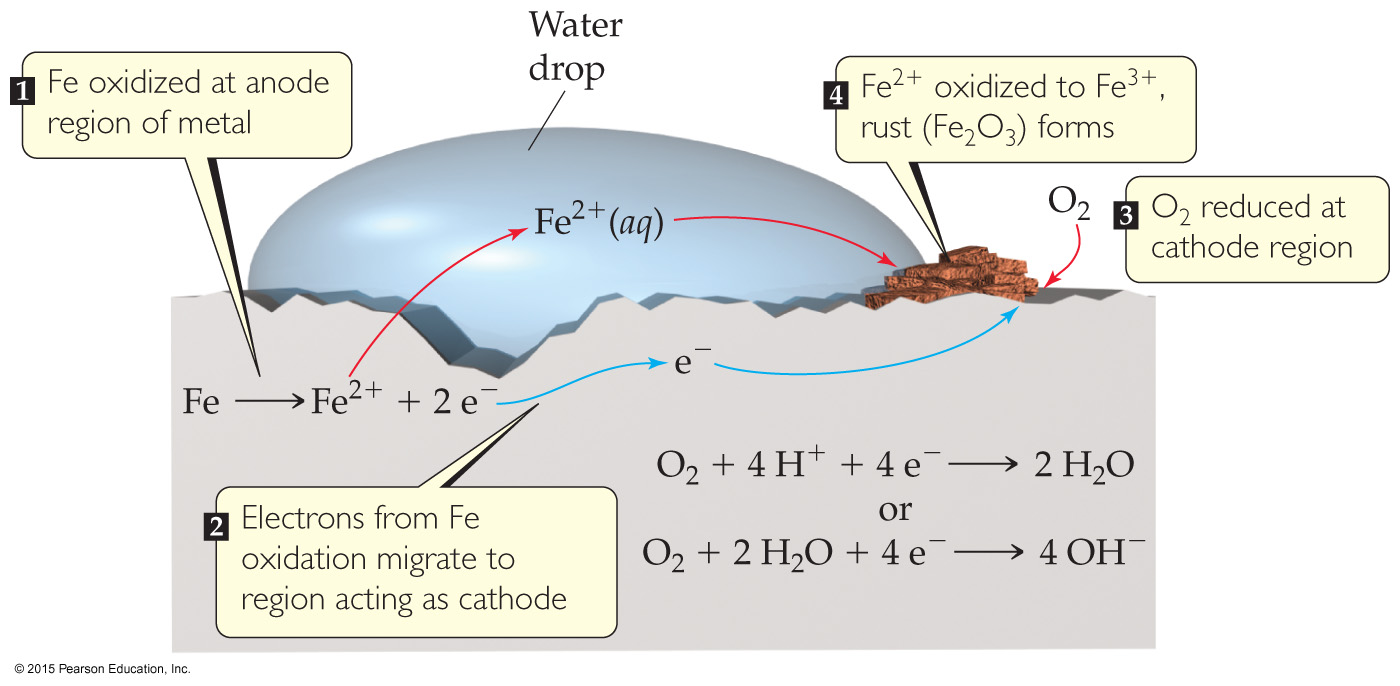 Water
drop
1 Fe oxidized at anode
region of metal
4 Fe²⁺ oxidized to Fe³⁺,
rust (Fe₂O₃) forms
O₂
3 O₂ reduced at
cathode region
Fe²⁺(aq)
e⁻
Fe ⟶ Fe²⁺ + 2 e⁻
O₂ + 4 H⁺ + 4 e⁻ ⟶ 2 H₂O
or
O₂ + 2 H₂O + 4 e⁻ ⟶ 4 OH⁻
2 Electrons from Fe
oxidation migrate to
region acting as cathode
© 2015 Pearson Education, Inc.